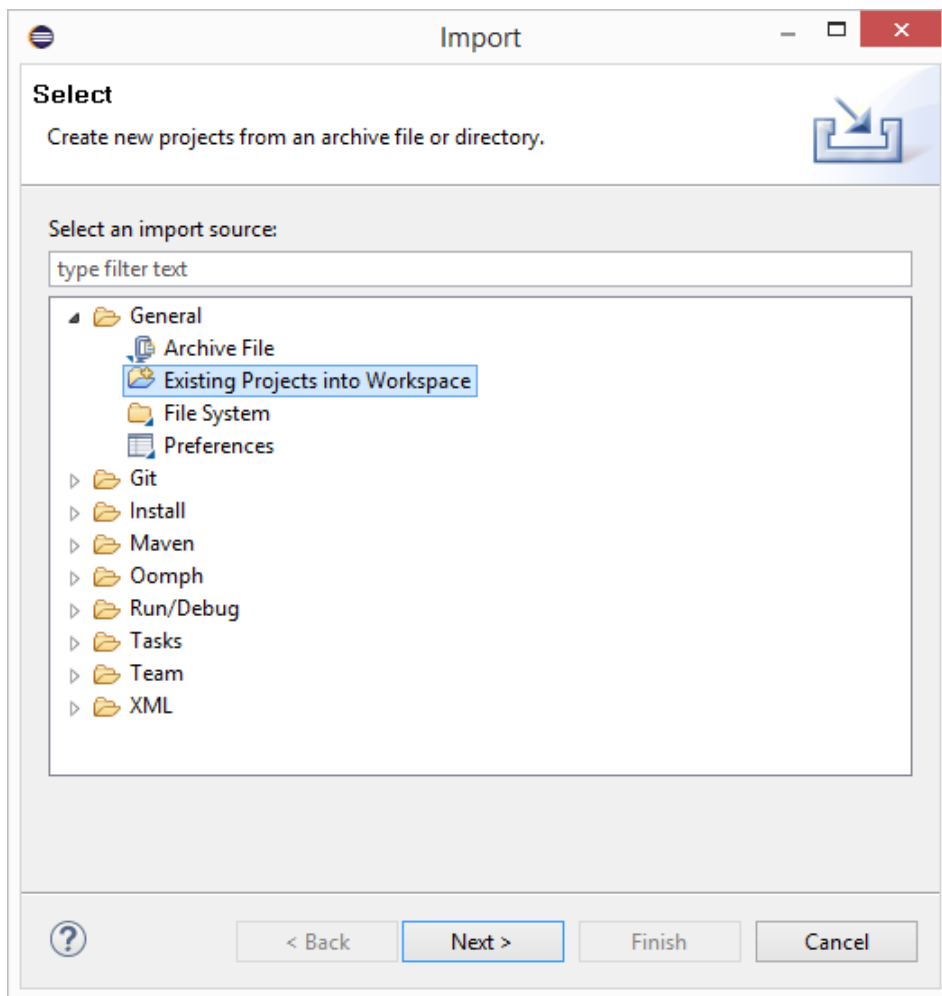 Import
Select
Create new projects from an archive file or directory.
Select an import source:
type filter text
General
Archive File
Existing Projects into Workspace
File System
Preferences
Git
Install
Maven
Oomph
Run/Debug
Tasks
Team
XML
?
< Back Next > Finish Cancel